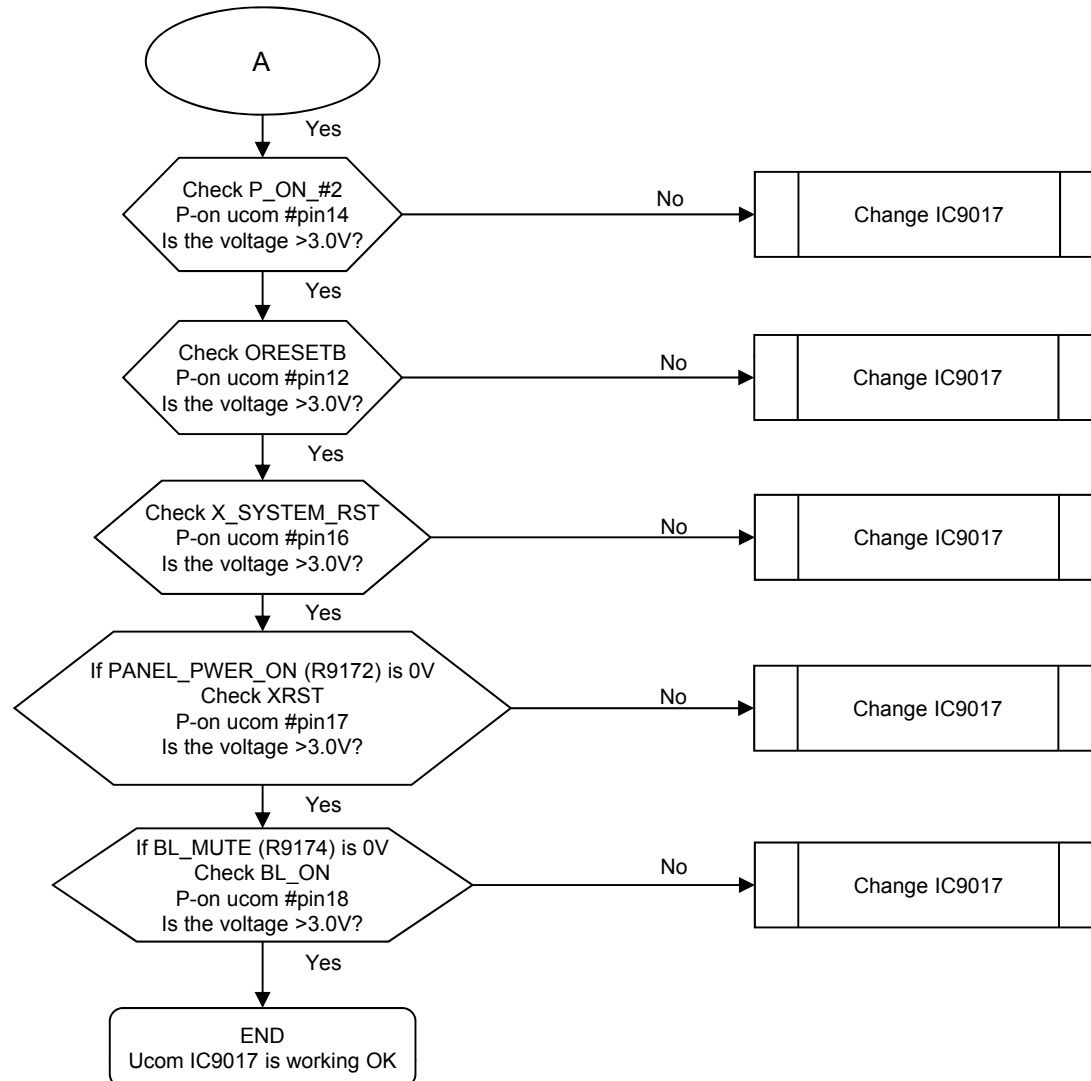 A
Yes
Check P_ON_#2
P-on ucom #pin14
Is the voltage >3.0V?
No
Change IC9017
Yes
Check ORESETB
P-on ucom #pin12
Is the voltage >3.0V?
No
Change IC9017
Yes
Check X_SYSTEM_RST
P-on ucom #pin16
Is the voltage >3.0V?
No
Change IC9017
Yes
If PANEL_PWER_ON (R9172) is 0V
Check XRST
P-on ucom #pin17
Is the voltage >3.0V?
No
Change IC9017
Yes
If BL_MUTE (R9174) is 0V
Check BL_ON
P-on ucom #pin18
Is the voltage >3.0V?
No
Change IC9017
Yes
END
Ucom IC9017 is working OK